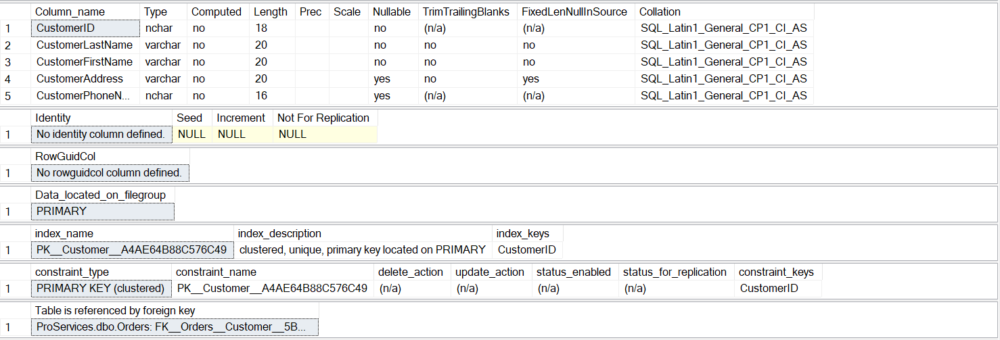 Column_name Type Computed Length Prec Scale Nullable TrimTrailingBlanks FixedLenNullInSource Collation
1 CustomerID nchar no 18 no (n/a) (n/a) SQL_Latin1_General_CP1_CI_AS
2 CustomerLastName varchar no 20 no no no SQL_Latin1_General_CP1_CI_AS
3 CustomerFirstName varchar no 20 no no no SQL_Latin1_General_CP1_CI_AS
4 CustomerAddress varchar no 20 yes no yes SQL_Latin1_General_CP1_CI_AS
5 CustomerPhoneN... nchar no 16 yes (n/a) (n/a) SQL_Latin1_General_CP1_CI_AS
Identity Seed Increment Not For Replication
1 No identity column defined. NULL NULL NULL
RowGuidCol
1 No rowguidcol column defined.
Data_located_on_filegroup
1 PRIMARY
index_name index_description index_keys
1 PK__Customer__A4AE64B88C576C49 clustered, unique, primary key located on PRIMARY CustomerID
constraint_type constraint_name delete_action update_action status_enabled status_for_replication constraint_keys
1 PRIMARY KEY (clustered) PK__Customer__A4AE64B88C576C49 (n/a) (n/a) (n/a) (n/a) CustomerID
Table is referenced by foreign key
1 ProServices.dbo.Orders: FK__Orders__Customer__5B...